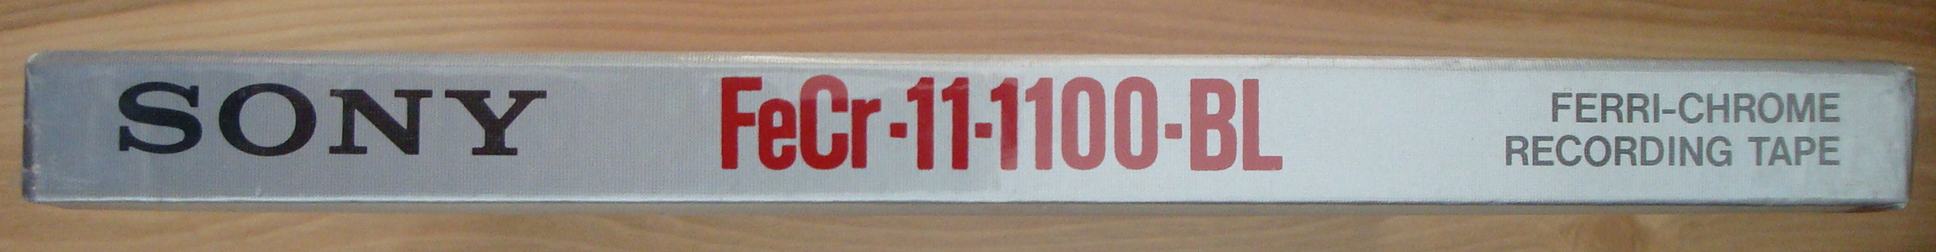 SONY
FeCr-11-1100-BL
FERRI-CHROME
RECORDING TAPE